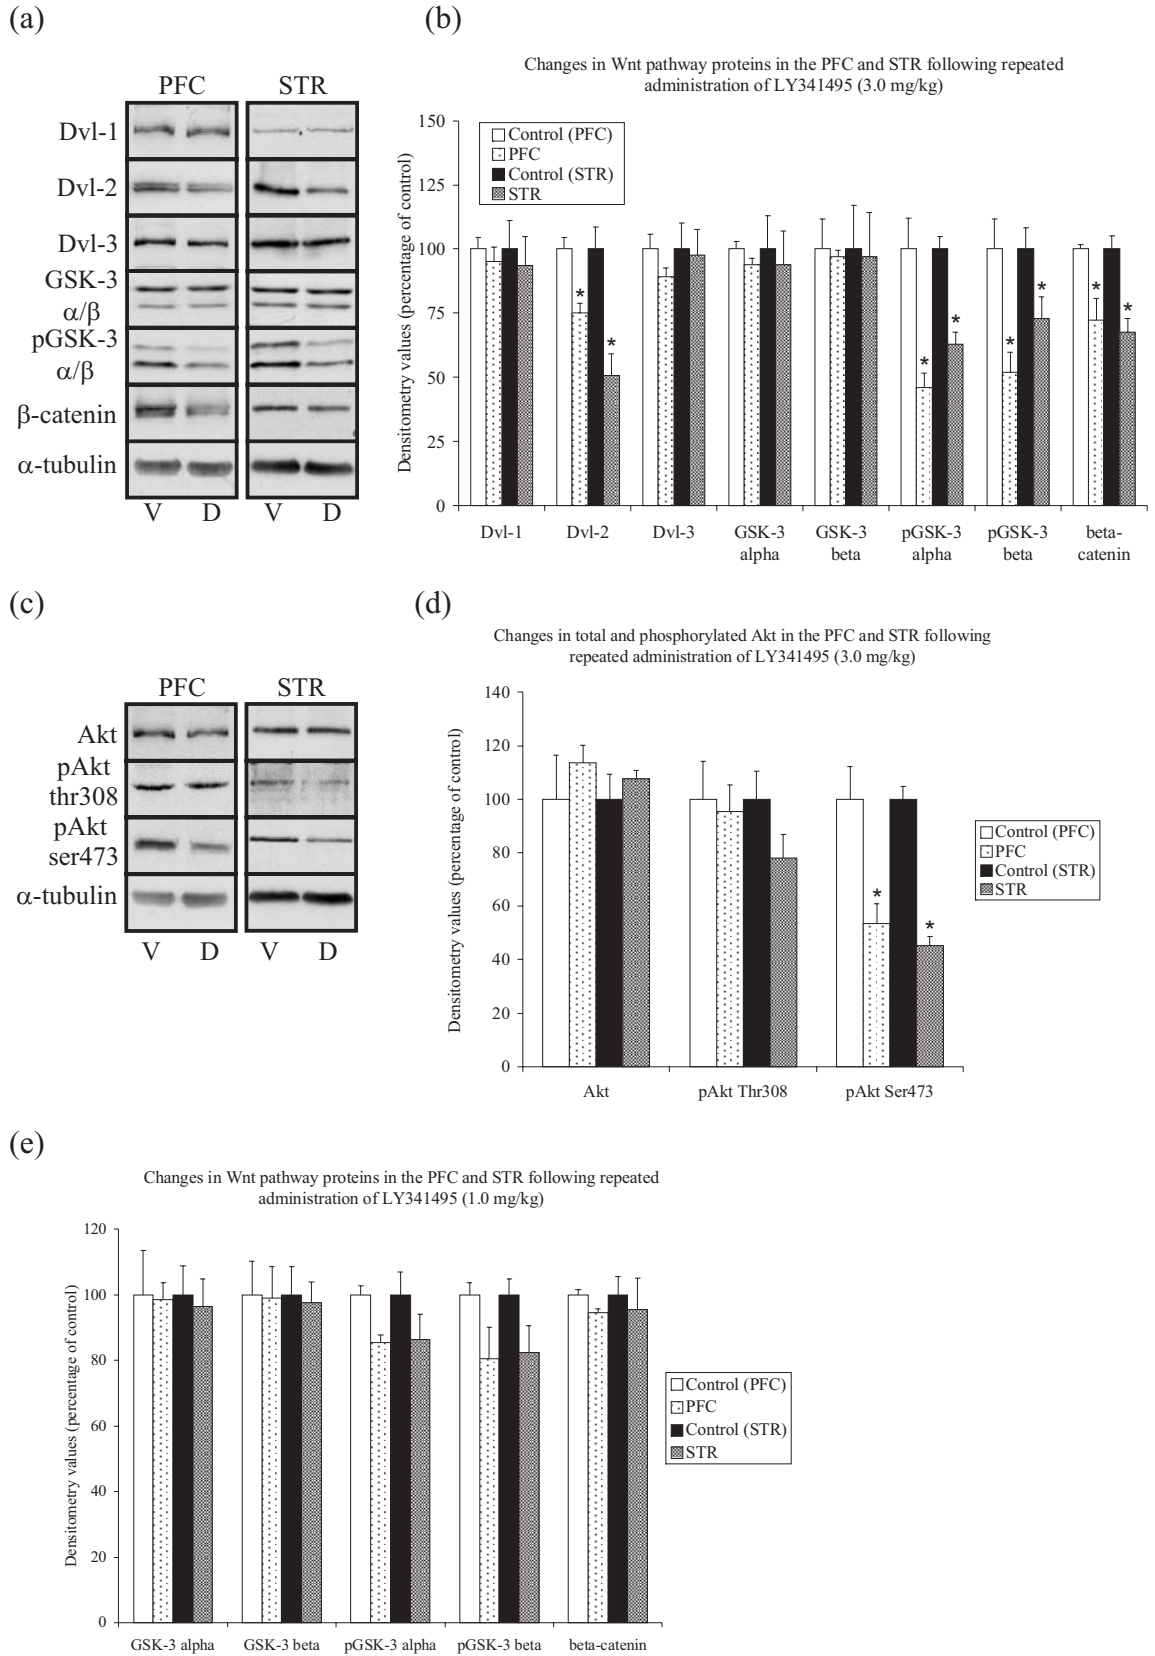 (a)
PFC STR
Dvl-1
Dvl-2
Dvl-3
GSK-3
α/β
pGSK-3
α/β
β-catenin
α-tubulin
V D V D
(b)
Changes in Wnt pathway proteins in the PFC and STR following repeated
administration of LY341495 (3.0 mg/kg)
Densitometry values (percentage of control)
150
125
100
75
50
25
0
Control (PFC)
PFC
Control (STR)
STR
* * * * * * * *
Dvl-1 Dvl-2 Dvl-3 GSK-3 GSK-3 pGSK-3 pGSK-3 beta-
alpha beta alpha beta catenin
(c)
PFC STR
Akt
pAkt
thr308
pAkt
ser473
α-tubulin
V D V D
(d)
Changes in total and phosphorylated Akt in the PFC and STR following
repeated administration of LY341495 (3.0 mg/kg)
Densitometry values (percentage of control)
140
120
100
80
60
40
20
0
* *
Akt pAkt Thr308 pAkt Ser473
Control (PFC)
PFC
Control (STR)
STR
(e)
Changes in Wnt pathway proteins in the PFC and STR following repeated
administration of LY341495 (1.0 mg/kg)
Densitometry values (percentage of control)
120
100
80
60
40
20
0
GSK-3 alpha GSK-3 beta pGSK-3 alpha pGSK-3 beta beta-catenin
Control (PFC)
PFC
Control (STR)
STR